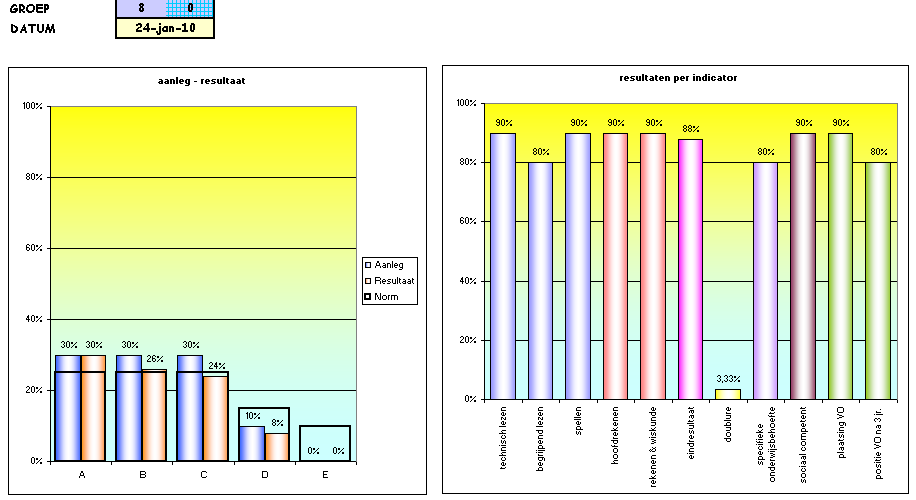 GROEP 8 0
DATUM 24-jan-10
aanleg - resultaat
100%
80%
60%
40%
20%
0%
30% 30% 30% 26% 30% 24% 10% 8% 0% 0%
A B C D E
Aanleg
Resultaat
Norm
resultaten per indicator
100%
80%
60%
40%
20%
0%
90% 80% 90% 90% 90% 88% 3,33% 80% 90% 90% 80%
technisch lezen
begrijpend lezen
spellen
hoofdrekenen
rekenen & wiskunde
eindresultaat
doublure
specifieke
onderwijsbehoefte
sociaal competent
plaatsing VO
positie VO na 3 jr.